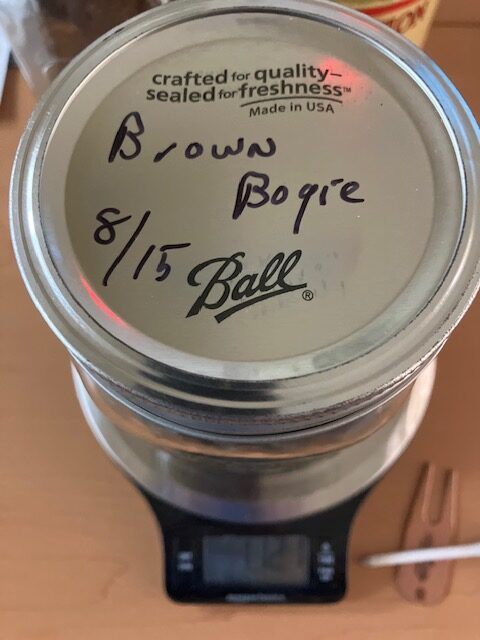 crafted for quality–
sealed for freshness™
Made in USA
Brown
Bogie
8/15
Ball®